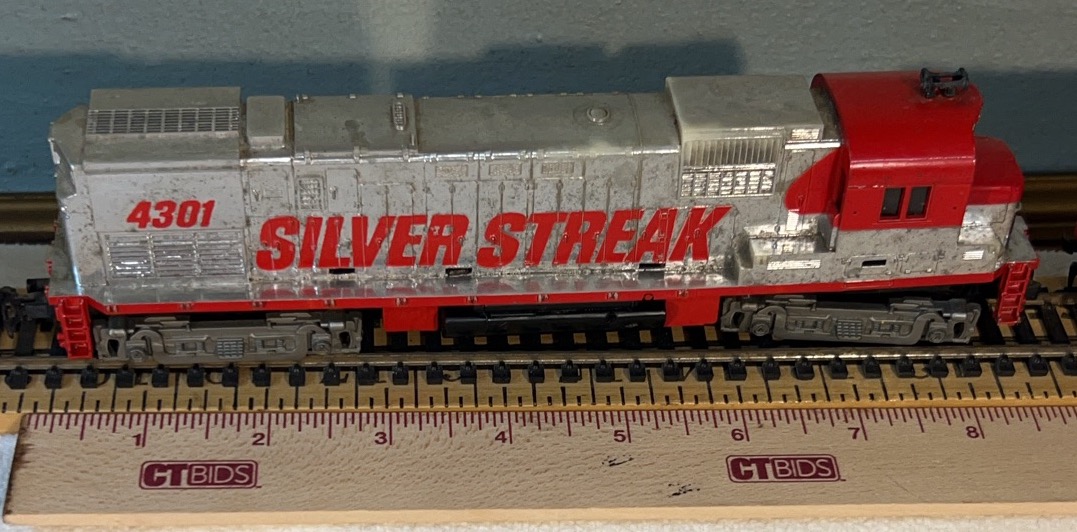 4301
SILVER STREAK
1 2 3 4 5 6 7 8
CTBIDS
CTBIDS